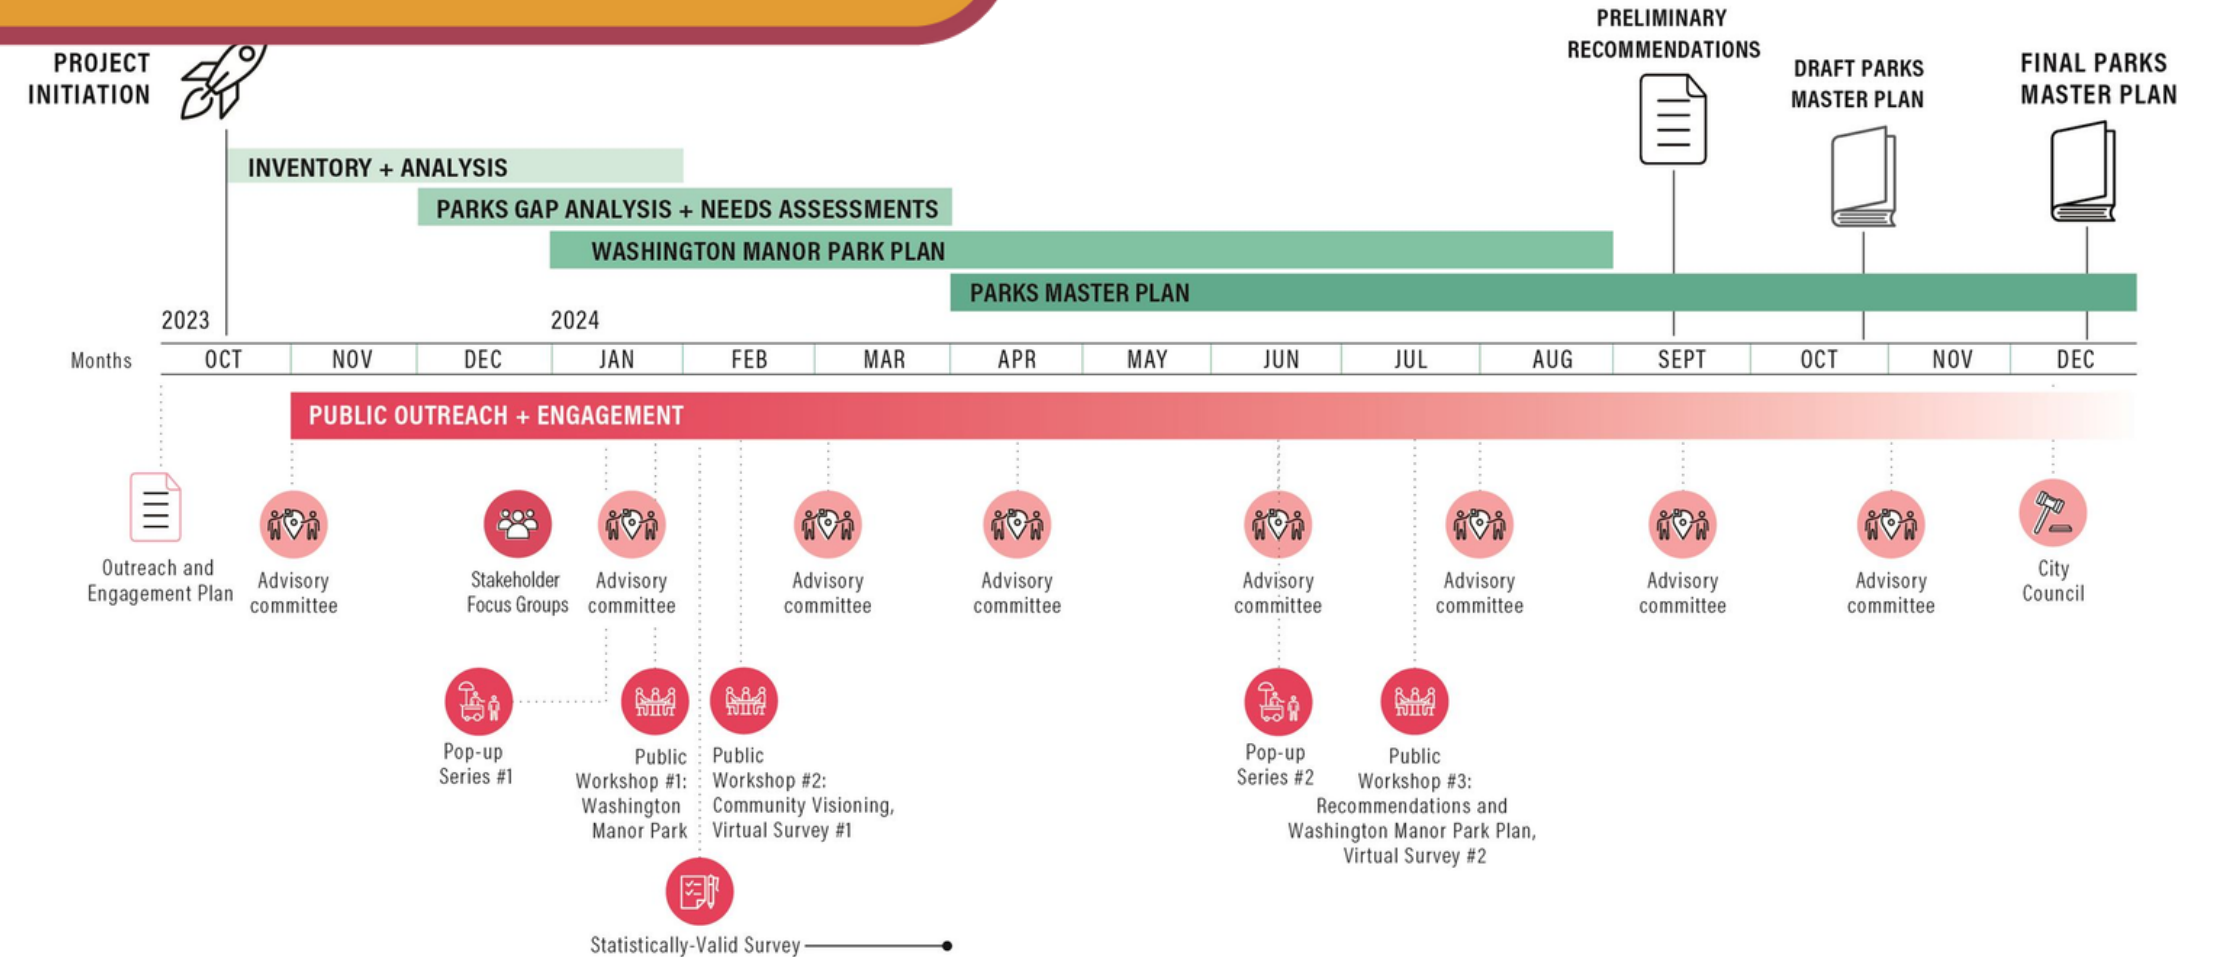 PRELIMINARY
RECOMMENDATIONS
PROJECT
INITIATION
DRAFT PARKS
MASTER PLAN
FINAL PARKS
MASTER PLAN
INVENTORY + ANALYSIS
PARKS GAP ANALYSIS + NEEDS ASSESSMENTS
WASHINGTON MANOR PARK PLAN
PARKS MASTER PLAN
2023 2024
Months OCT NOV DEC JAN FEB MAR APR MAY JUN JUL AUG SEPT OCT NOV DEC
PUBLIC OUTREACH + ENGAGEMENT
Outreach and
Engagement Plan
Advisory
committee
Stakeholder
Focus Groups
Advisory
committee
Advisory
committee
Advisory
committee
Advisory
committee
Advisory
committee
Advisory
committee
Advisory
committee
City
Council
Pop-up
Series #1
Public
Workshop #1:
Washington
Manor Park
Public
Workshop #2:
Community Visioning,
Virtual Survey #1
Pop-up
Series #2
Public
Workshop #3:
Recommendations and
Washington Manor Park Plan,
Virtual Survey #2
Statistically-Valid Survey